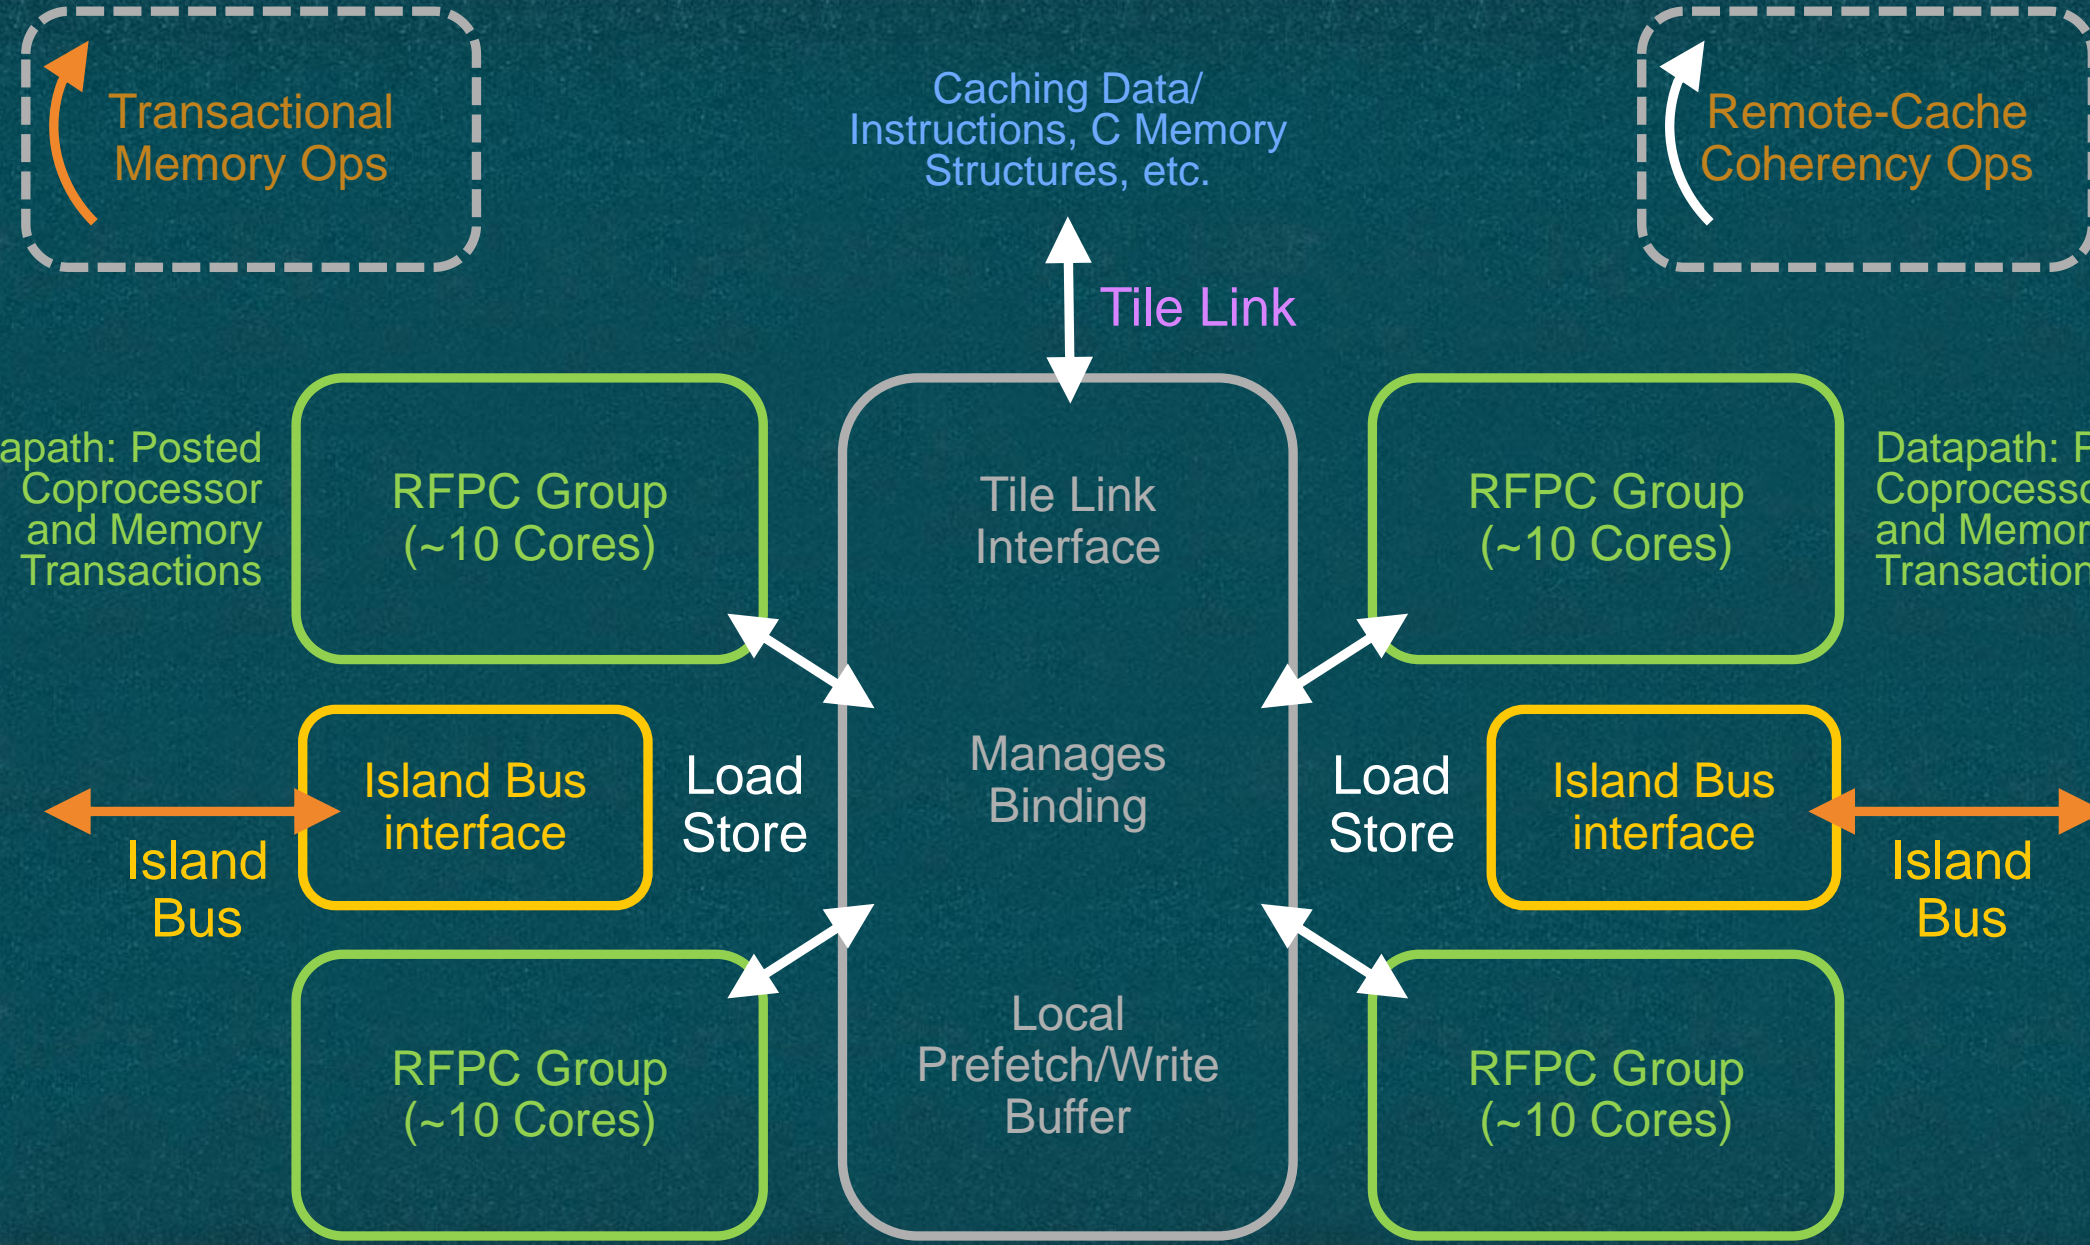 Transactional
Memory Ops
Caching Data/
Instructions, C Memory
Structures, etc.
Remote-Cache
Coherency Ops
Tile Link
apath: Posted
Coprocessor
and Memory
Transactions
RFPC Group
(~10 Cores)
Tile Link
Interface
RFPC Group
(~10 Cores)
Datapath:
Island Bus
interface
Load
Store
Manages
Binding
Load
Store
Island Bus
interface
Island
Bus
Island
Bus
RFPC Group
(~10 Cores)
Local
Prefetch/Write
Buffer
RFPC Group
(~10 Cores)